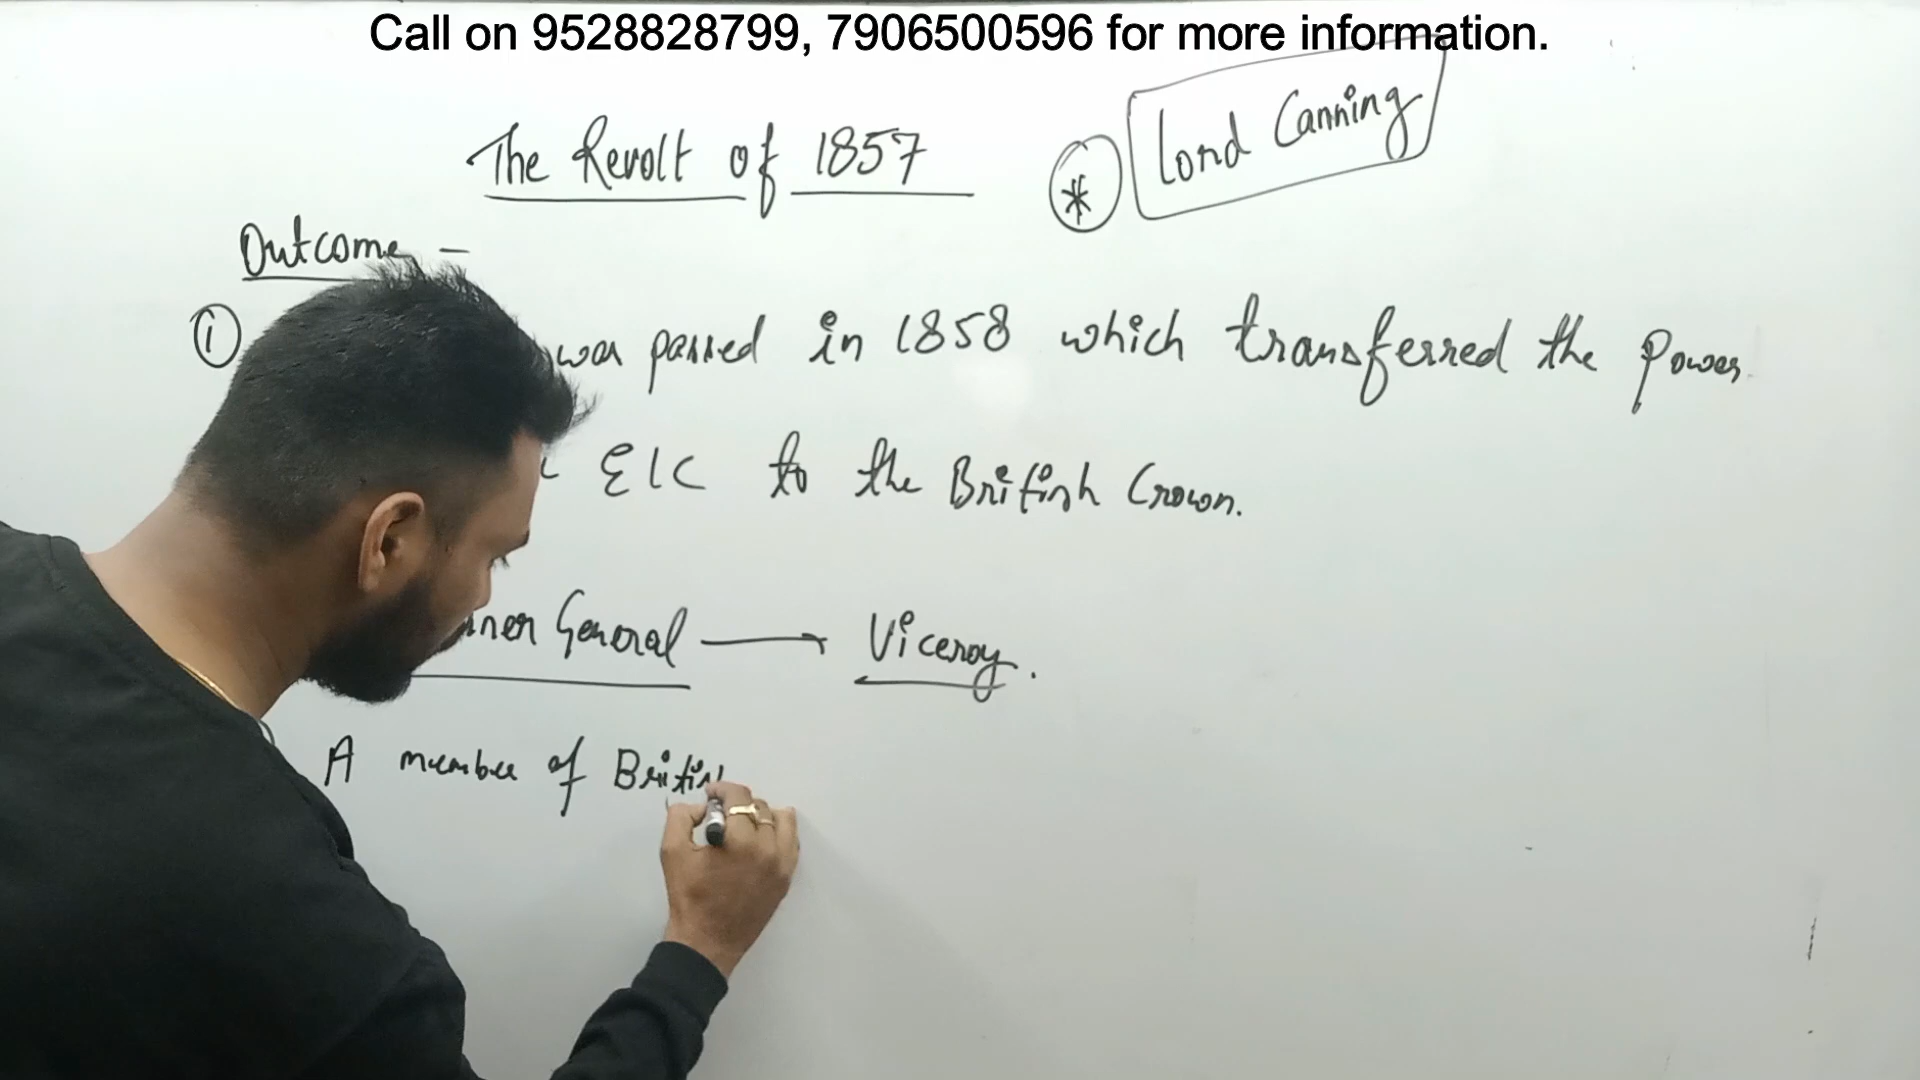 Call on 9528828799, 7906500596 for more information.
The Revolt of 1857 * Lord Canning
Outcome -
① was passed in 1858 which transferred the Power
EIC to the British Crown.
General → Viceroy.
A member of